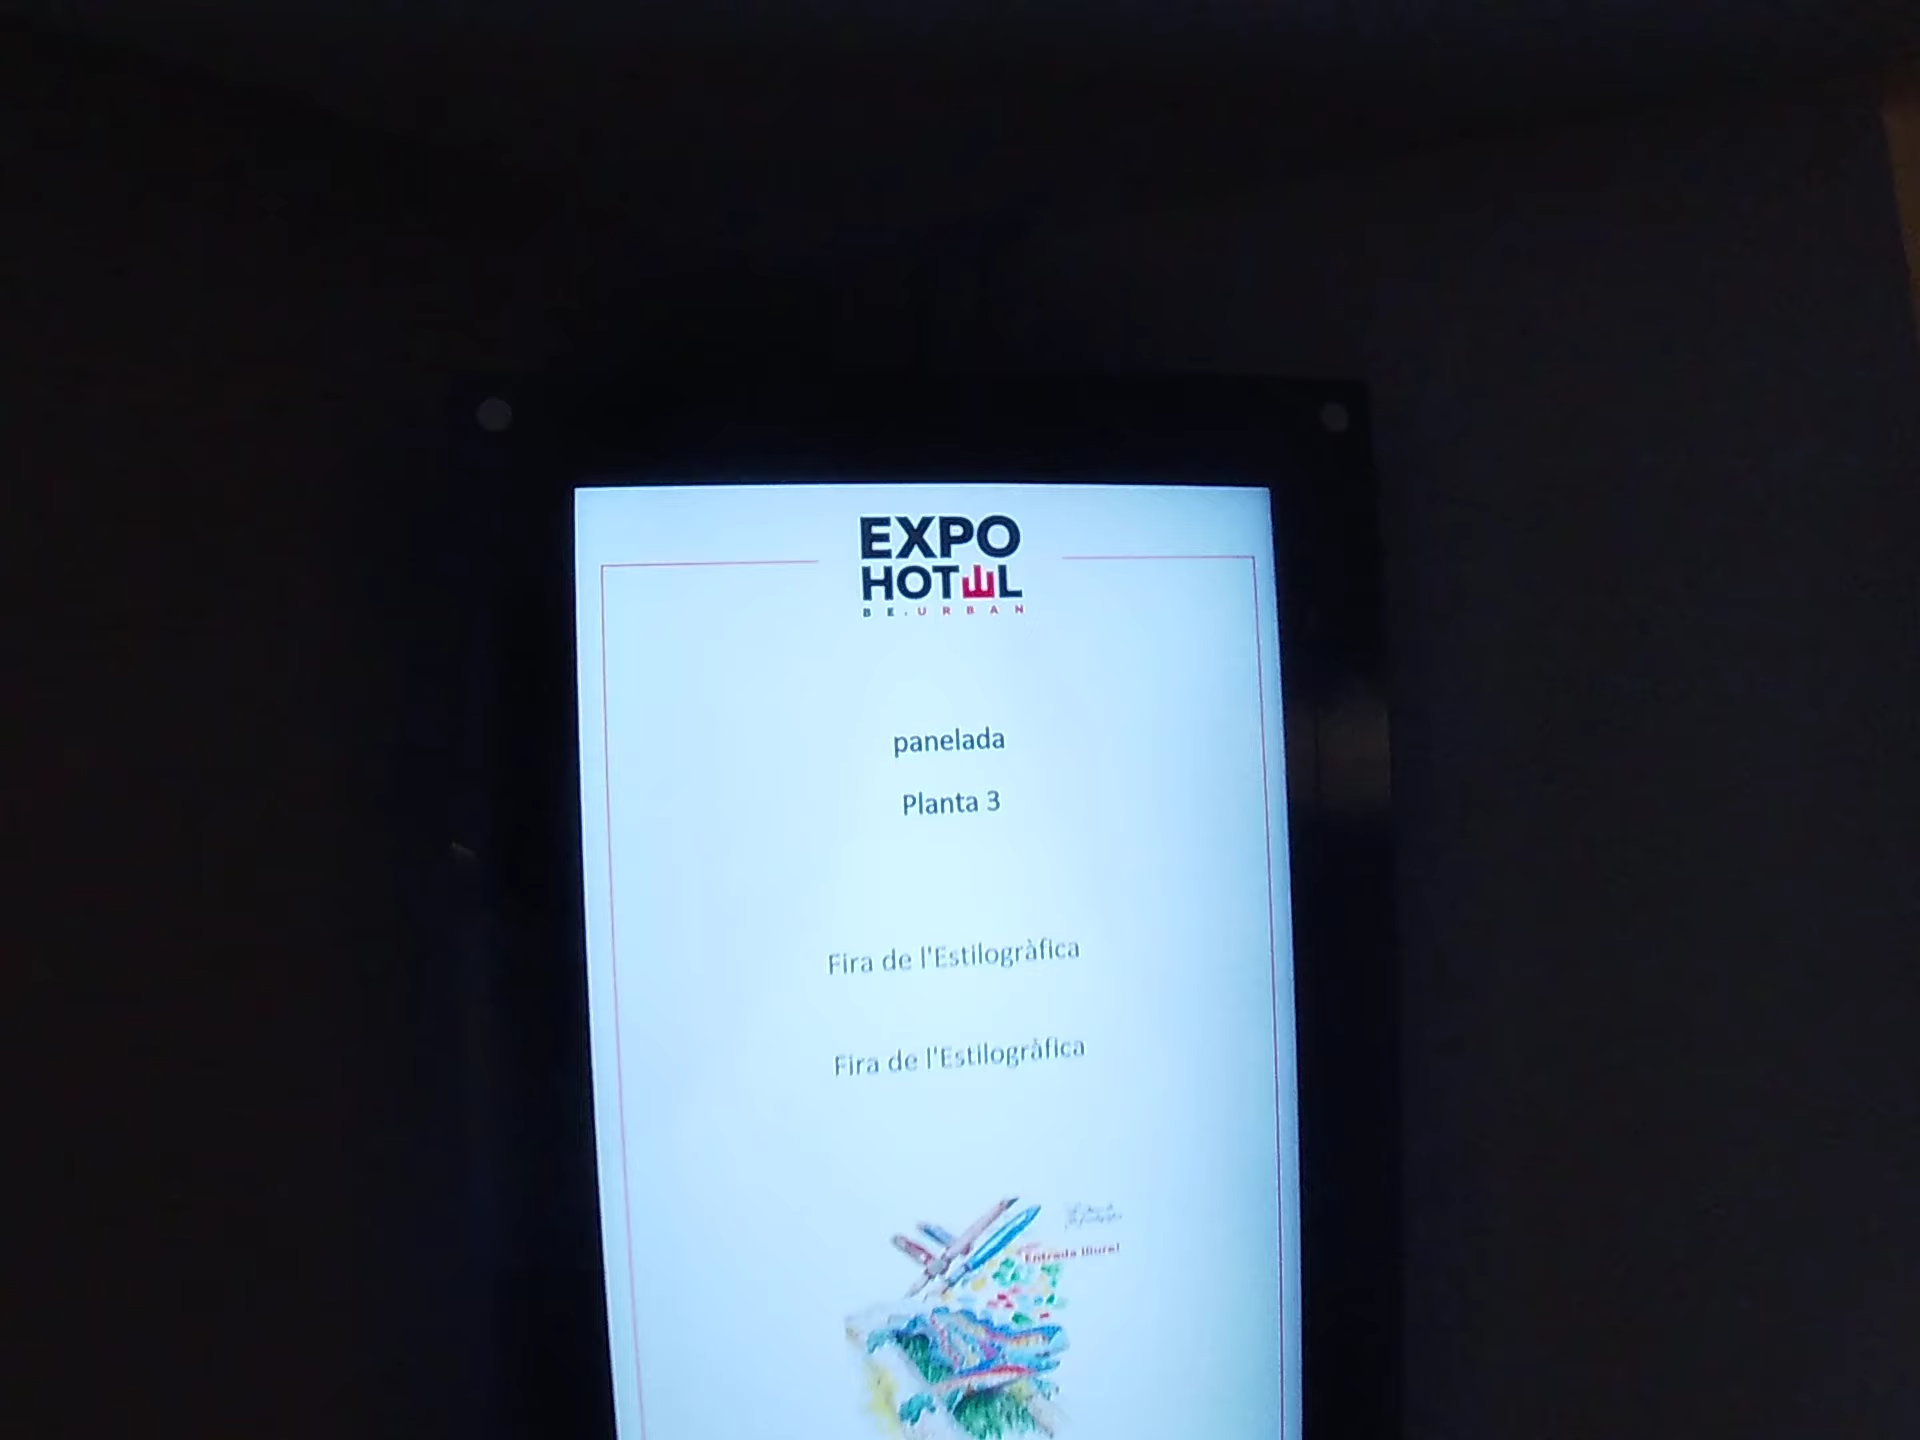 EXPO
HOTEL
BE.URBAN
panelada
Planta 3
Fira de l'Estilogràfica
Fira de l'Estilogràfica
Entrada lliure!